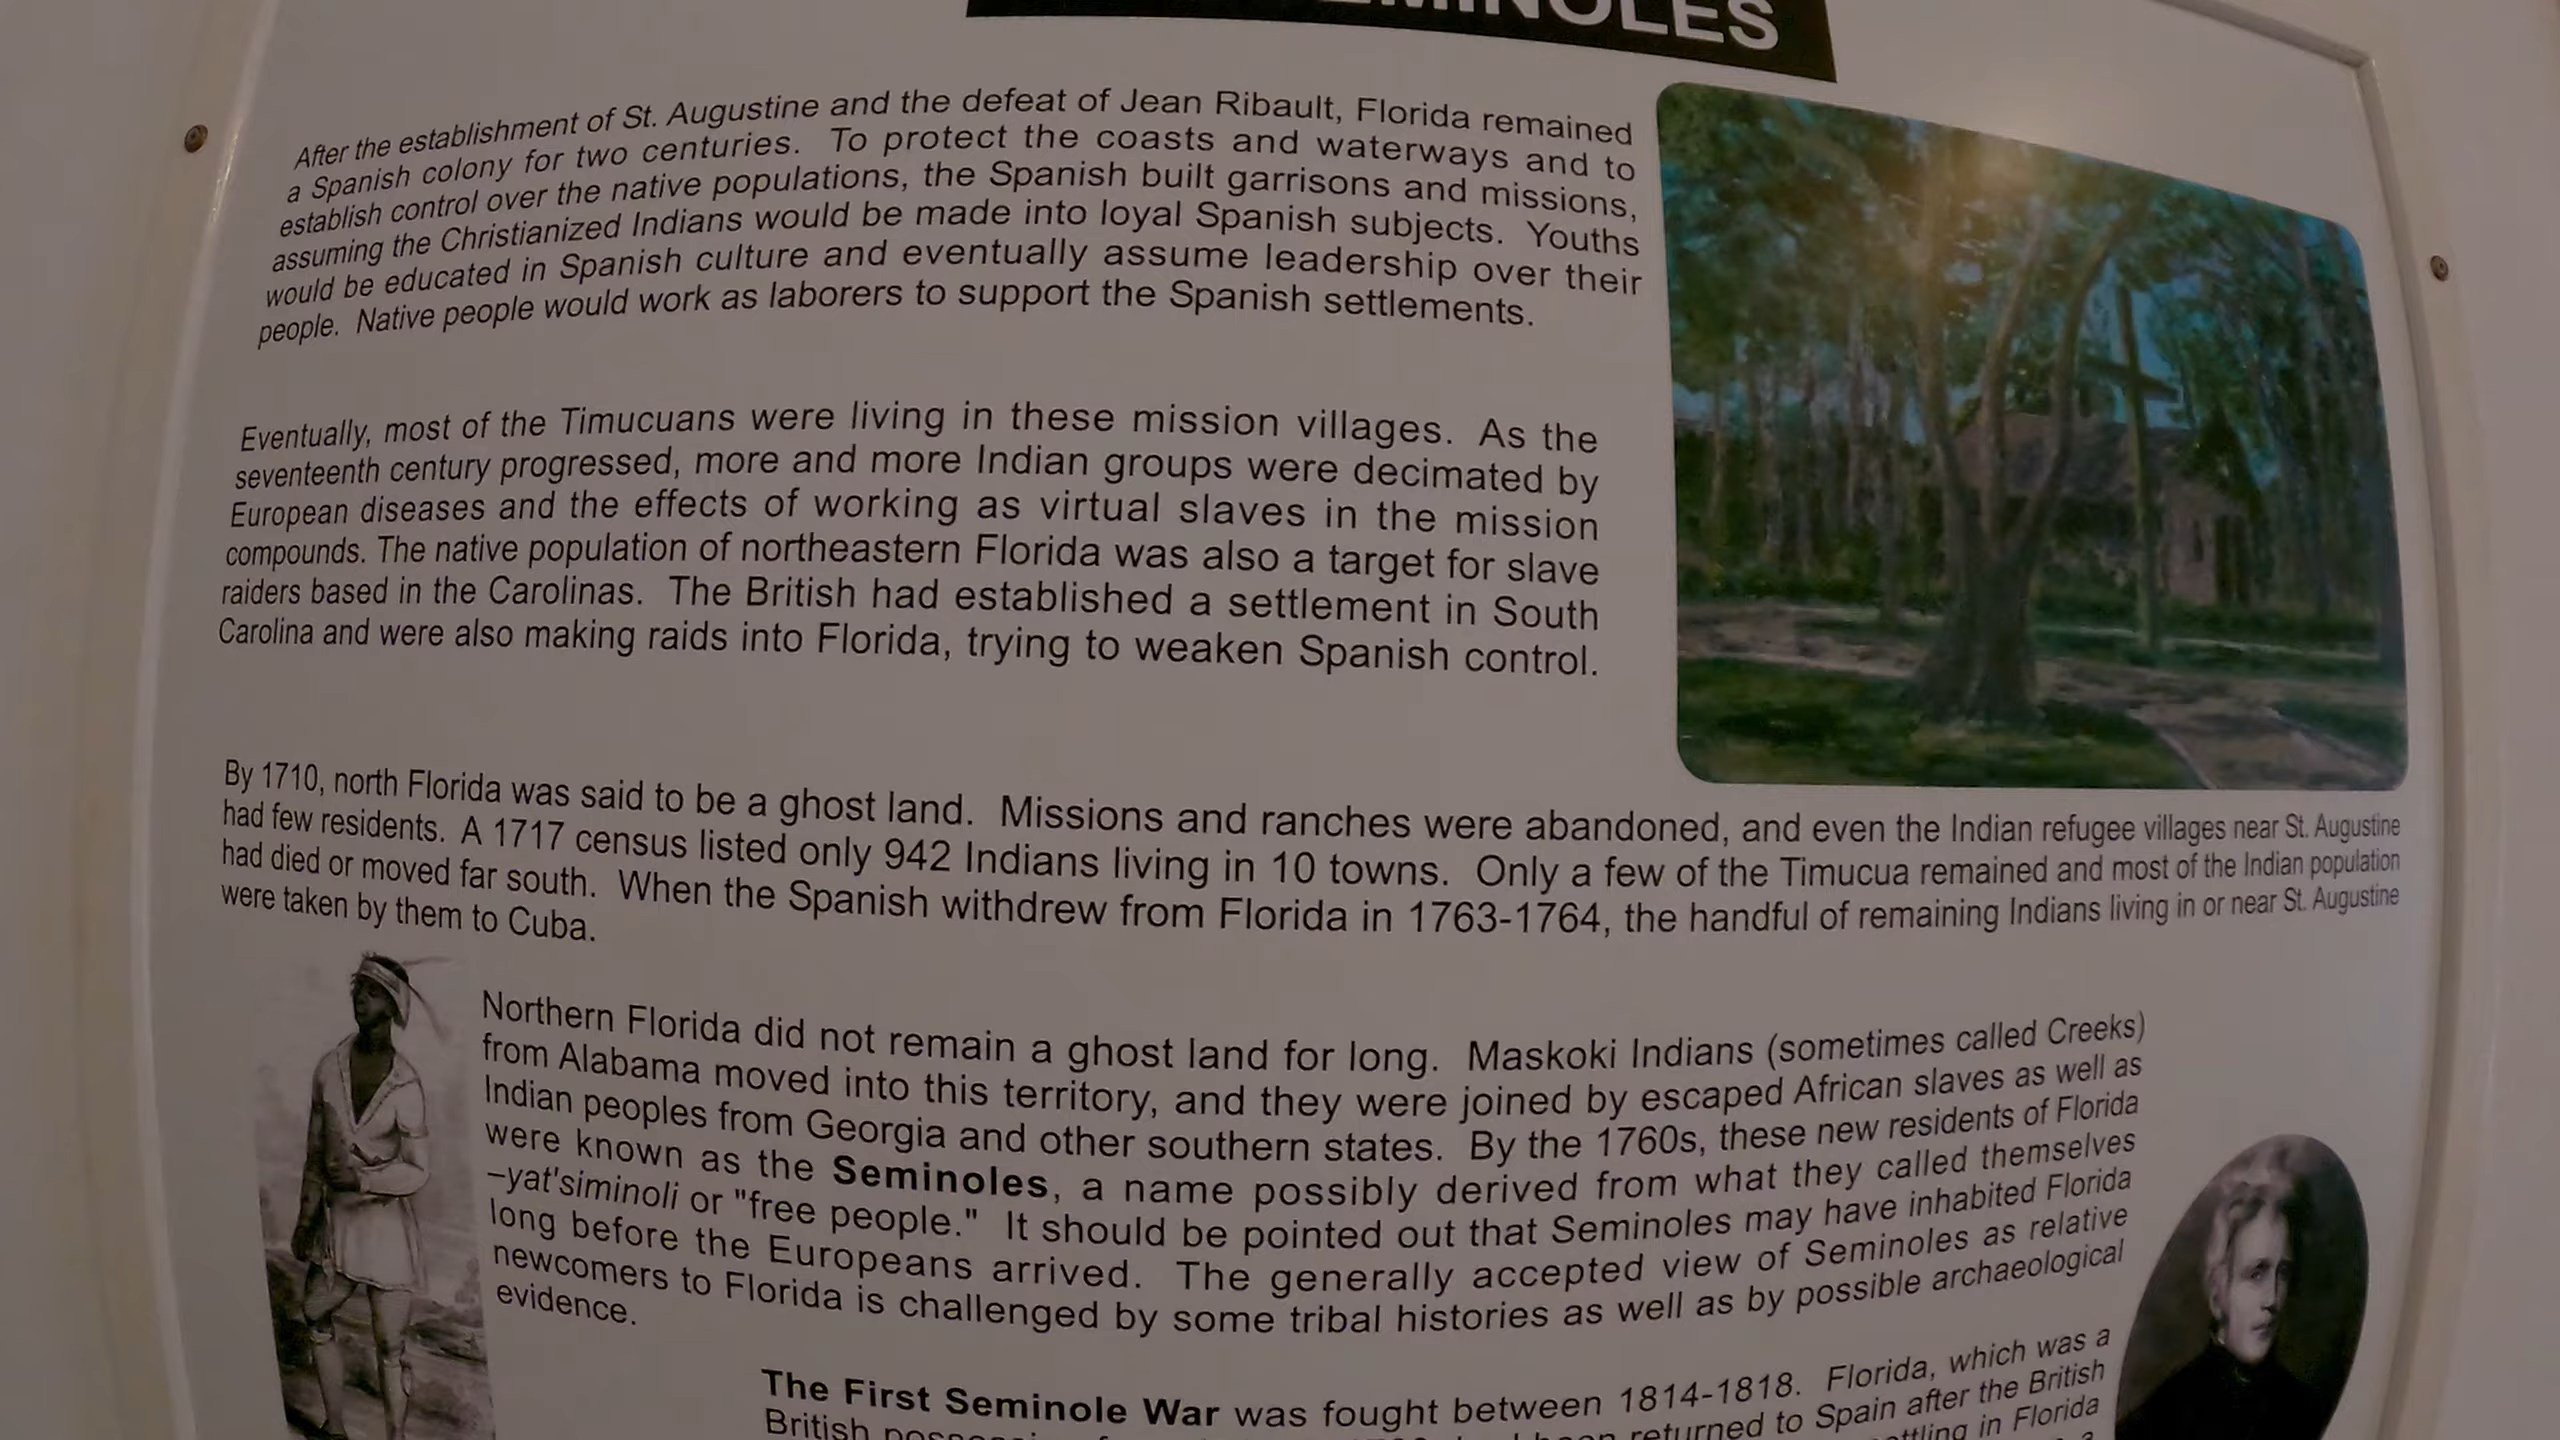 SEMINOLES
After the establishment of St. Augustine and the defeat of Jean Ribault, Florida remained
a Spanish colony for two centuries. To protect the coasts and waterways and to
establish control over the native populations, the Spanish built garrisons and missions,
assuming the Christianized Indians would be made into loyal Spanish subjects. Youths
would be educated in Spanish culture and eventually assume leadership over their
people. Native people would work as laborers to support the Spanish settlements.
Eventually, most of the Timucuans were living in these mission villages. As the
seventeenth century progressed, more and more Indian groups were decimated by
European diseases and the effects of working as virtual slaves in the mission
compounds. The native population of northeastern Florida was also a target for slave
raiders based in the Carolinas. The British had established a settlement in South
Carolina and were also making raids into Florida, trying to weaken Spanish control.
By 1710, north Florida was said to be a ghost land. Missions and ranches were abandoned, and even the Indian refugee villages near St. Augustine
had few residents. A 1717 census listed only 942 Indians living in 10 towns. Only a few of the Timucua remained and most of the Indian population
had died or moved far south. When the Spanish withdrew from Florida in 1763-1764, the handful of remaining Indians living in or near St. Augustine
were taken by them to Cuba.
Northern Florida did not remain a ghost land for long. Maskoki Indians (sometimes called Creeks)
from Alabama moved into this territory, and they were joined by escaped African slaves as well as
Indian peoples from Georgia and other southern states. By the 1760s, these new residents of Florida
were known as the Seminoles, a name possibly derived from what they called themselves
–yat'siminoli or "free people." It should be pointed out that Seminoles may have inhabited Florida
long before the Europeans arrived. The generally accepted view of Seminoles as relative
newcomers to Florida is challenged by some tribal histories as well as by possible archaeological
evidence.
The First Seminole War was fought between 1814-1818. Florida, which was a
British returned to Spain after the British
in Florida